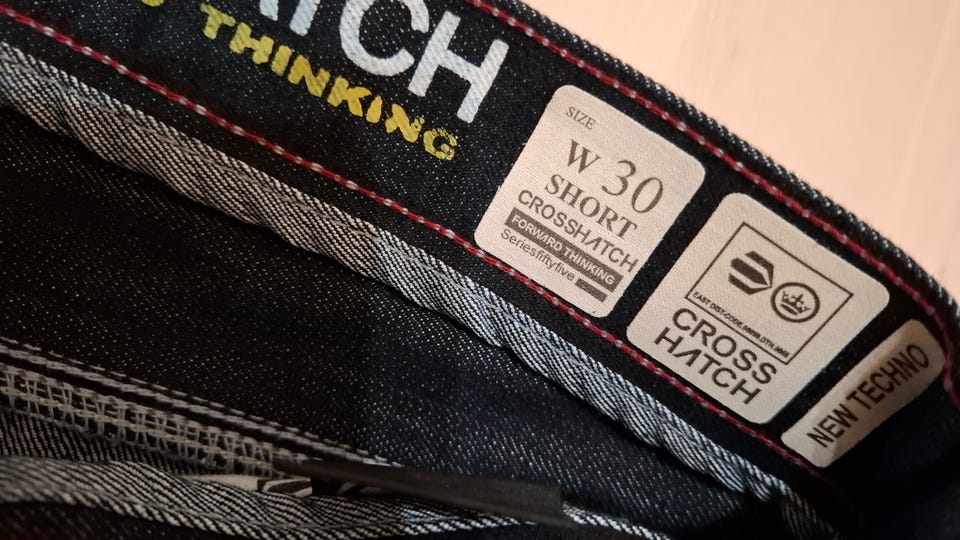 ATCH
THINKING
SIZE
W 30
SHORT
CROSSHATCH
FORWARD THINKING
Seriesfiftyfive
CROSS
HATCH
NEW TECHNO